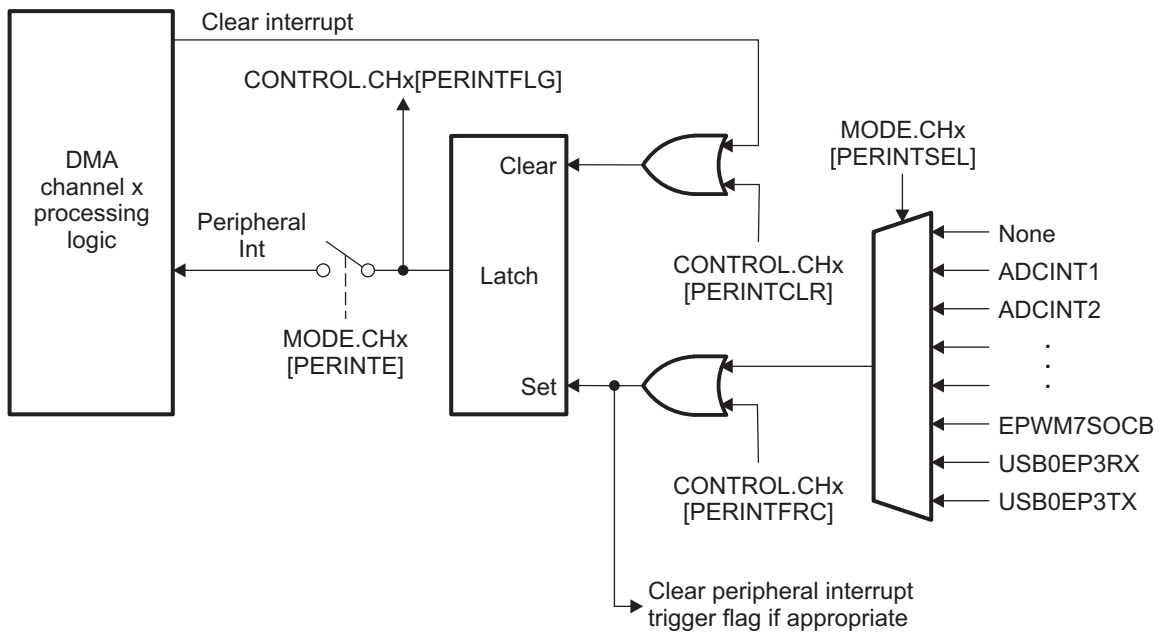 Clear interrupt
CONTROL.CHx[PERINTFLG]
DMA
channel x
processing
logic
Peripheral
Int
MODE.CHx
[PERINTE]
Clear
Latch
Set
CONTROL.CHx
[PERINTCLR]
CONTROL.CHx
[PERINTFRC]
Clear peripheral interrupt
trigger flag if appropriate
MODE.CHx
[PERINTSEL]
None
ADCINT1
ADCINT2
.
.
.
EPWM7SOCB
USB0EP3RX
USB0EP3TX